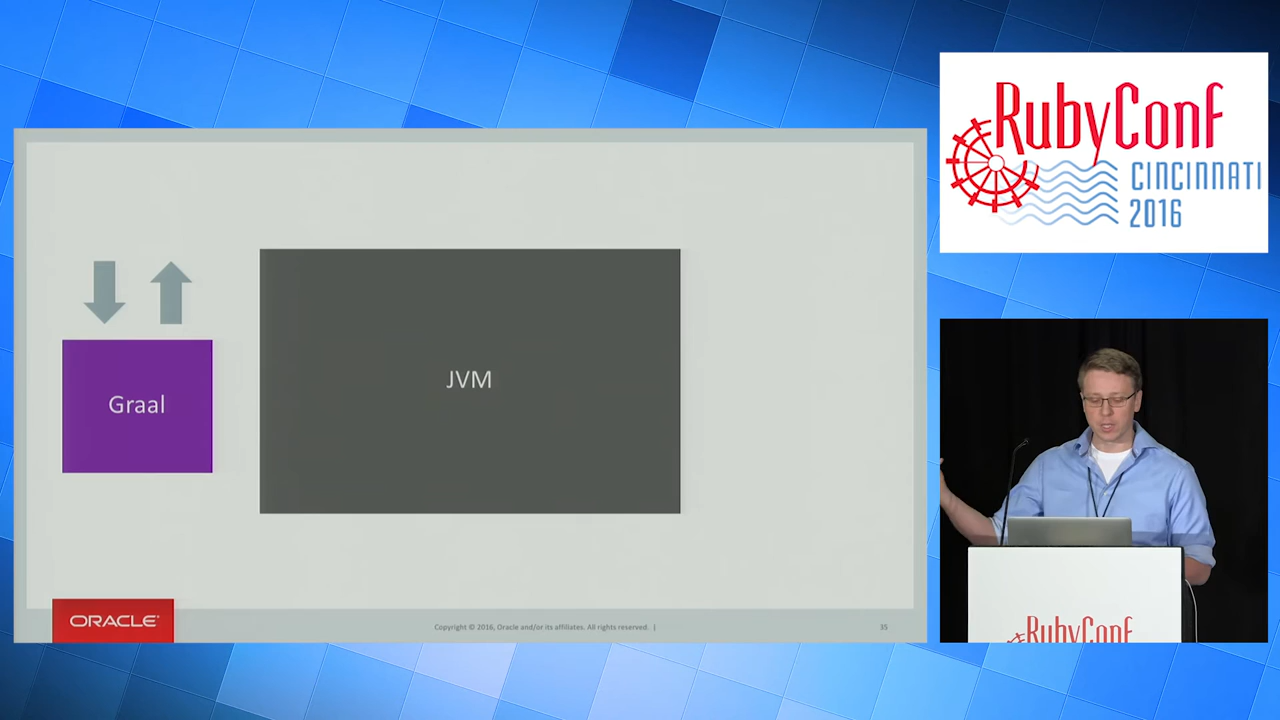 Graal
JVM
ORACLE
Copyright © 2016, Oracle and/or its affiliates. All rights reserved. |
35
RubyConf
CINCINNATI
2016
RubyConf